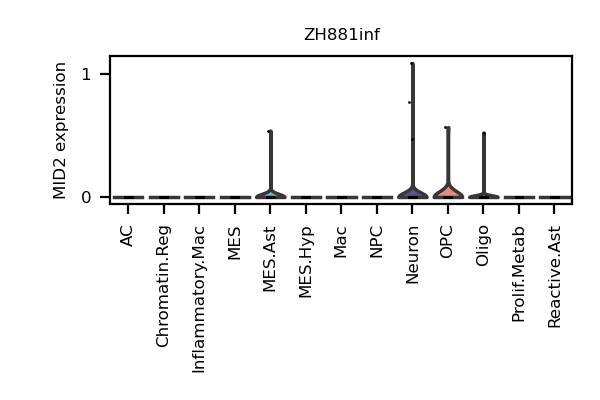 ZH881inf
MID2 expression
1
0
AC
Chromatin.Reg
Inflammatory.Mac
MES
MES.Ast
MES.Hyp
Mac
NPC
Neuron
OPC
Oligo
Prolif.Metab
Reactive.Ast